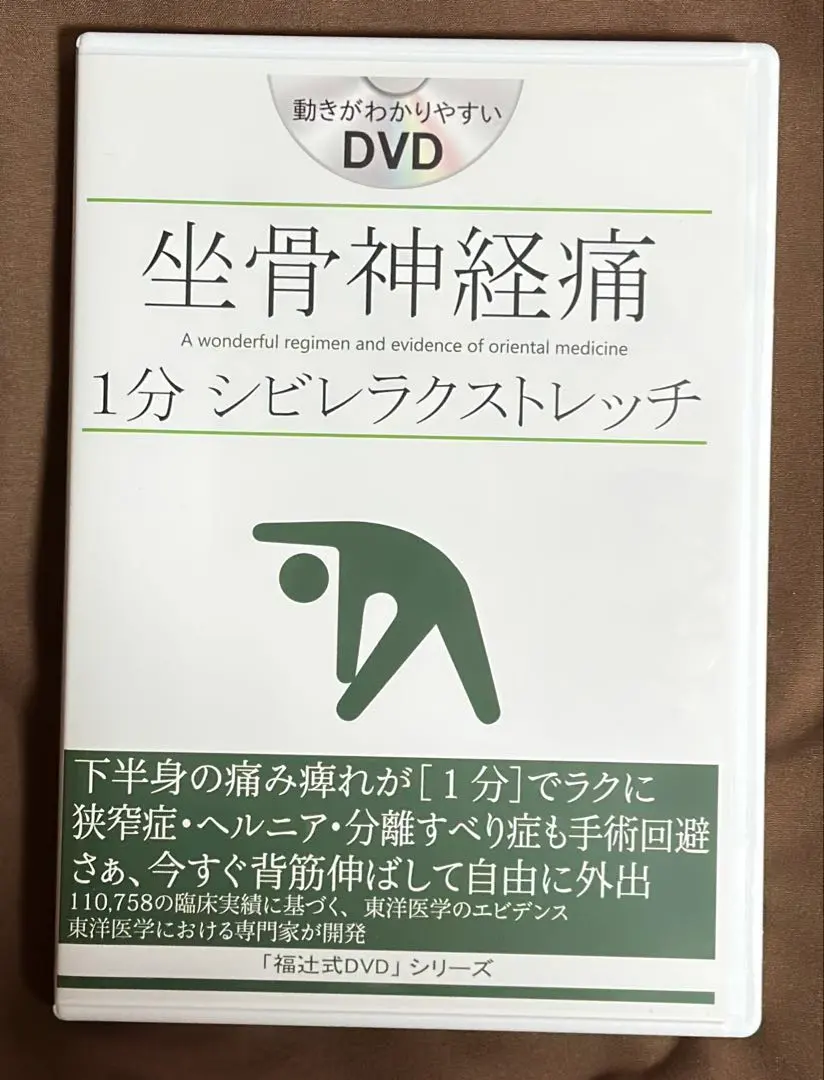 動きがわかりやすい
DVD
坐骨神経痛
A wonderful regimen and evidence of oriental medicine
1分 シビレラクストレッチ
下半身の痛み痺れが[1分]でラクに
狭窄症・ヘルニア・分離すべり症も手術回避
さぁ、今すぐ背筋伸ばして自由に外出
110,758の臨床実績に基づく、東洋医学のエビデンス
東洋医学における専門家が開発
「福辻式DVD」シリーズ